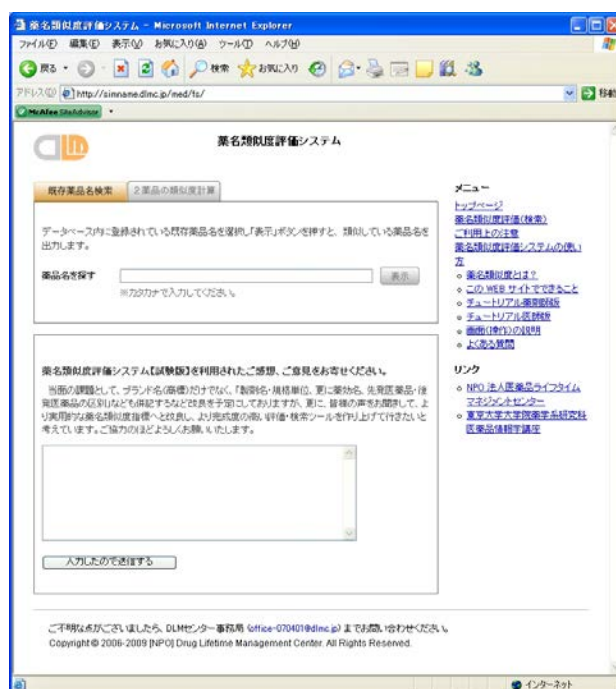 薬名類似度評価システム - Microsoft Internet Explorer
ファイル(F) 編集(E) 表示(V) お気に入り(A) ツール(T) ヘルプ(H)
戻る 検索 お気に入り
アドレス(D) http://simname.dlmc.jp/med/ts/ 移動
McAfee SiteAdvisor
DLM
薬名類似度評価システム
既存薬品名検索 2薬品の類似度計算
データベース内に登録されている既存薬品名を選択し「表示」ボタンを押すと、類似している薬品名を
出力します。
薬品名を探す 表示
※カタカナで入力してください。
薬名類似度評価システム【試験版】を利用されたご感想、ご意見をお寄せください。
当面の課題として、ブランド名(商標)だけでなく、「製剤名・規格単位、更に薬効名、先発医薬品・後
発医薬品の区別」なども併記するなど改良を予定にしておりますが、更に、皆様の声をお聞きして、よ
り実用的な薬名類似度指標へと改良し、より完成度の高い評価・検索ツールを作り上げて行きたいと
考えています。ご協力のほどよろしくお願いいたします。
入力したので送信する
メニュー
トップページ
薬名類似度評価(検索)
ご利用上の注意
薬名類似度評価システムの使い
方
薬名類似度とは?
この WEB サイトでできること
チュートリアル薬剤師版
チュートリアル医師版
画面(操作)の説明
よくある質問
リンク
NPO 法人医薬品ライフタイム
マネジメントセンター
東京大学大学院薬学系研究科
医薬品情報学講座
ご不明な点がございましたら、DLMセンター事務局 (office-070401@dlmc.jp) までお問い合わせください。
Copyright © 2006-2009 [NPO] Drug Lifetime Management Center. All Rights Reserved.
インターネット